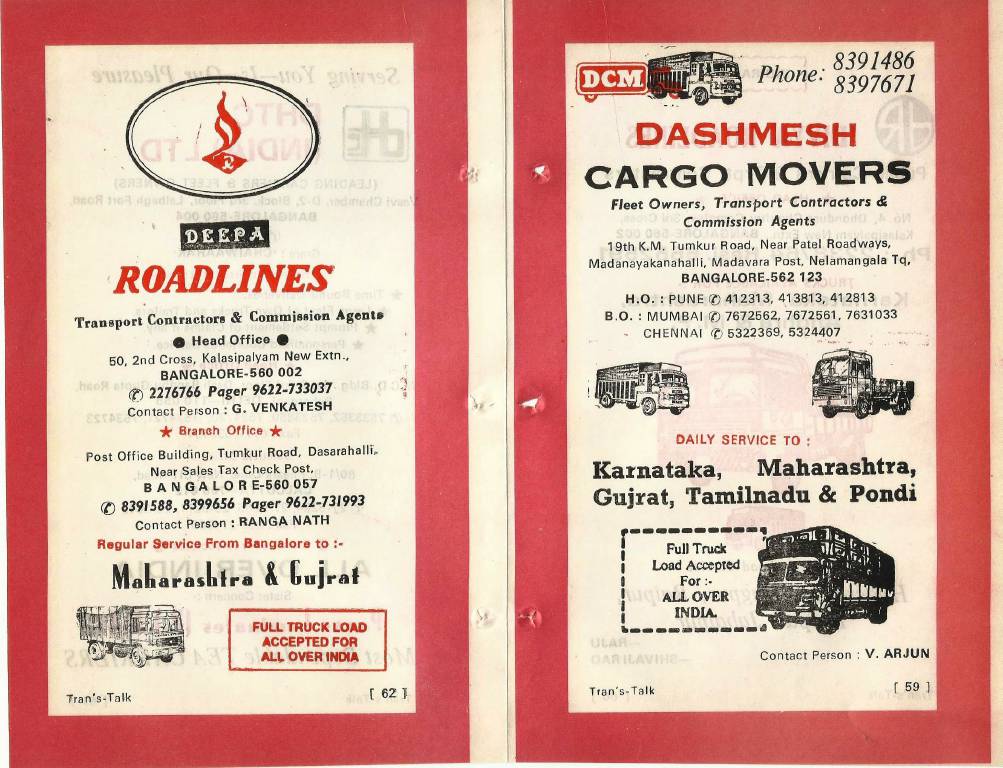 DEEPA
ROADLINES
Transport Contractors & Commission Agents
● Head Office ●
50, 2nd Cross, Kalasipalyam New Extn.,
BANGALORE-560 002
✆ 2276766 Pager 9622-733037
Contact Person : G. VENKATESH
★ Branch Office ★
Post Office Building, Tumkur Road, Dasarahalli,
Near Sales Tax Check Post,
BANGALORE-560 057
✆ 8391588, 8399656 Pager 9622-731993
Contact Person : RANGA NATH
Regular Service From Bangalore to :-
Maharashtra & Gujrat
FULL TRUCK LOAD
ACCEPTED FOR
ALL OVER INDIA
Tran's-Talk [ 62 ]
DCM Phone: 8391486
8397671
DASHMESH
CARGO MOVERS
Fleet Owners, Transport Contractors &
Commission Agents
19th K.M. Tumkur Road, Near Patel Roadways,
Madanayakanahalli, Madavara Post, Nelamangala Tq,
BANGALORE-562 123
H.O. : PUNE ✆ 412313, 413813, 412813
B.O. : MUMBAI ✆ 7672562, 7672561, 7631033
CHENNAI ✆ 5322369, 5324407
DAILY SERVICE TO :
Karnataka, Maharashtra,
Gujrat, Tamilnadu & Pondi
Full Truck
Load Accepted
For :-
ALL OVER
INDIA.
Contact Person : V. ARJUN
Tran's-Talk [ 59 ]